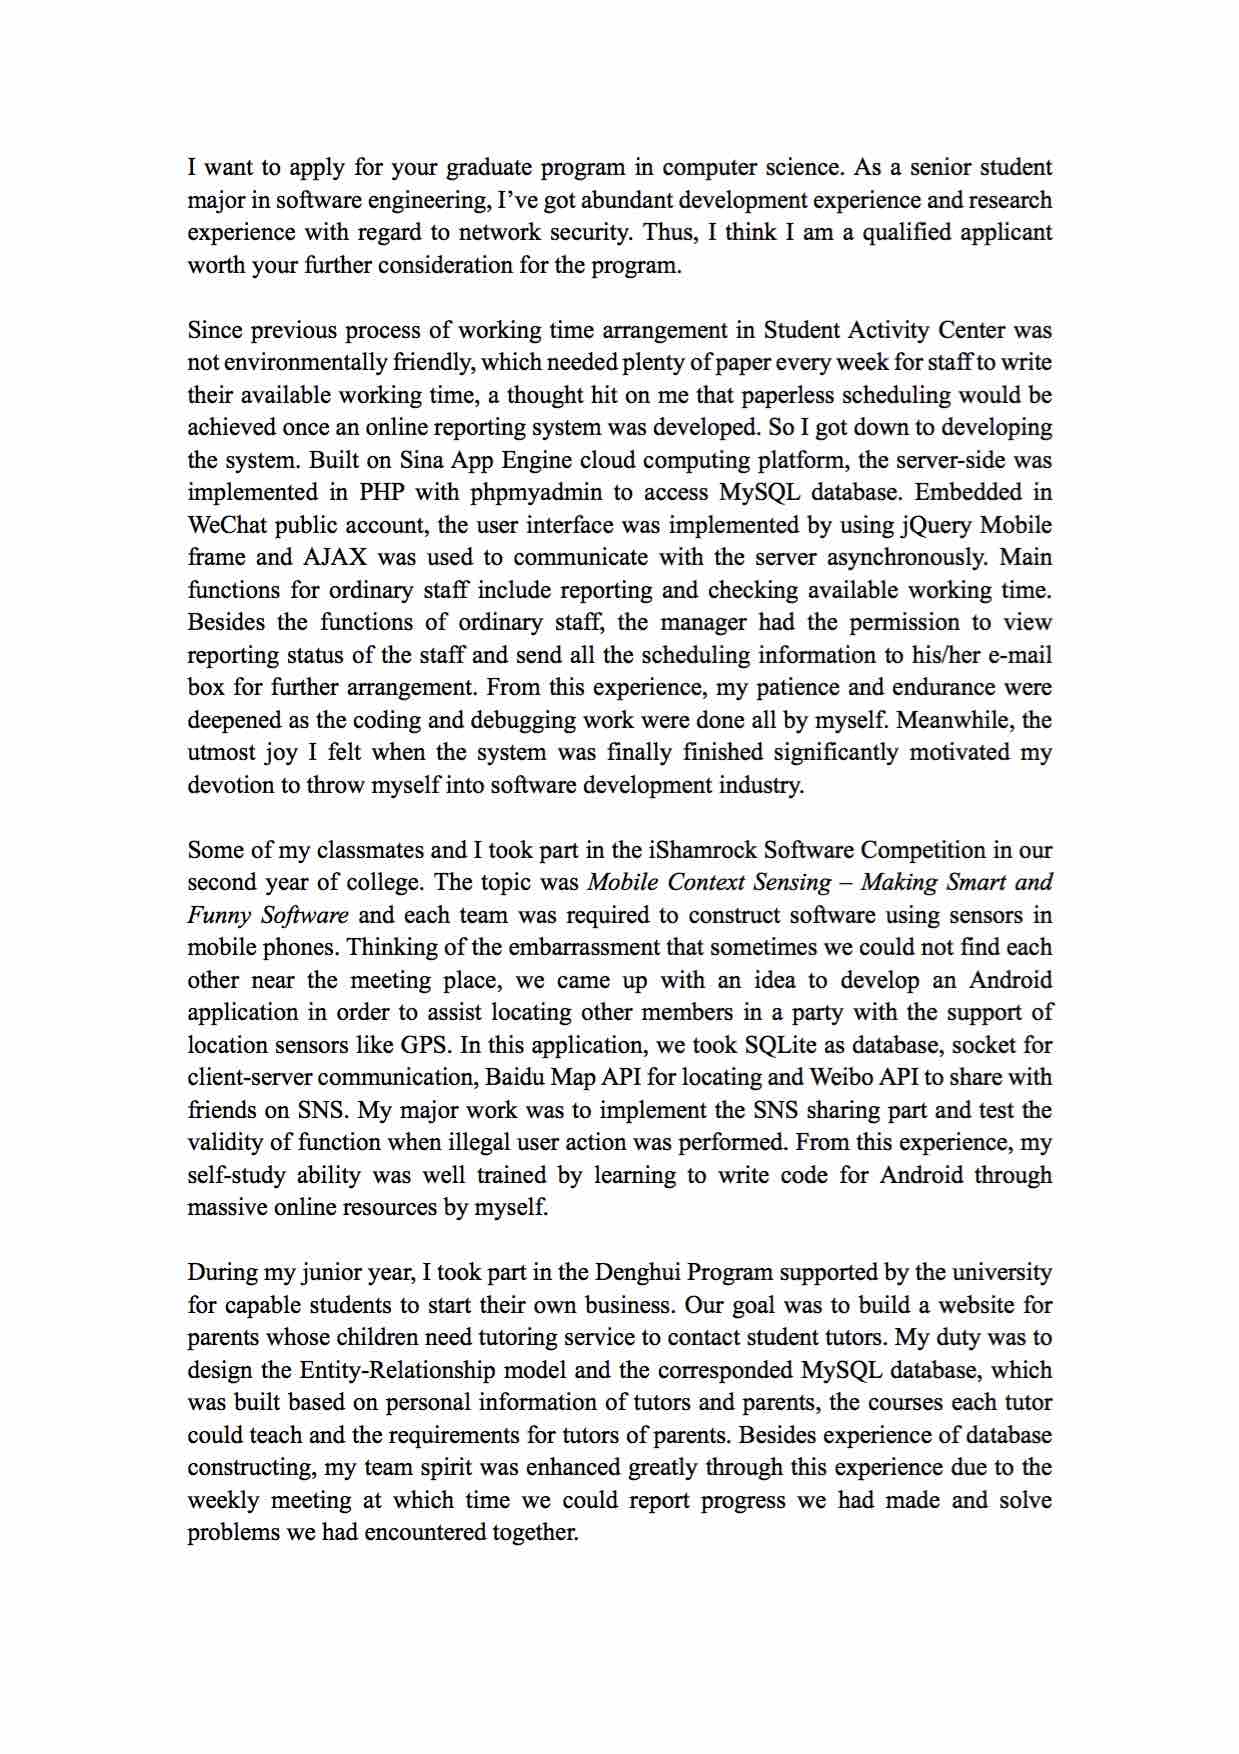 I want to apply for your graduate program in computer science. As a senior student
major in software engineering, I’ve got abundant development experience and research
experience with regard to network security. Thus, I think I am a qualified applicant
worth your further consideration for the program.
Since previous process of working time arrangement in Student Activity Center was
not environmentally friendly, which needed plenty of paper every week for staff to write
their available working time, a thought hit on me that paperless scheduling would be
achieved once an online reporting system was developed. So I got down to developing
the system. Built on Sina App Engine cloud computing platform, the server-side was
implemented in PHP with phpmyadmin to access MySQL database. Embedded in
WeChat public account, the user interface was implemented by using jQuery Mobile
frame and AJAX was used to communicate with the server asynchronously. Main
functions for ordinary staff include reporting and checking available working time.
Besides the functions of ordinary staff, the manager had the permission to view
reporting status of the staff and send all the scheduling information to his/her e-mail
box for further arrangement. From this experience, my patience and endurance were
deepened as the coding and debugging work were done all by myself. Meanwhile, the
utmost joy I felt when the system was finally finished significantly motivated my
devotion to throw myself into software development industry.
Some of my classmates and I took part in the iShamrock Software Competition in our
second year of college. The topic was Mobile Context Sensing – Making Smart and
Funny Software and each team was required to construct software using sensors in
mobile phones. Thinking of the embarrassment that sometimes we could not find each
other near the meeting place, we came up with an idea to develop an Android
application in order to assist locating other members in a party with the support of
location sensors like GPS. In this application, we took SQLite as database, socket for
client-server communication, Baidu Map API for locating and Weibo API to share with
friends on SNS. My major work was to implement the SNS sharing part and test the
validity of function when illegal user action was performed. From this experience, my
self-study ability was well trained by learning to write code for Android through
massive online resources by myself.
During my junior year, I took part in the Denghui Program supported by the university
for capable students to start their own business. Our goal was to build a website for
parents whose children need tutoring service to contact student tutors. My duty was to
design the Entity-Relationship model and the corresponded MySQL database, which
was built based on personal information of tutors and parents, the courses each tutor
could teach and the requirements for tutors of parents. Besides experience of database
constructing, my team spirit was enhanced greatly through this experience due to the
weekly meeting at which time we could report progress we had made and solve
problems we had encountered together.